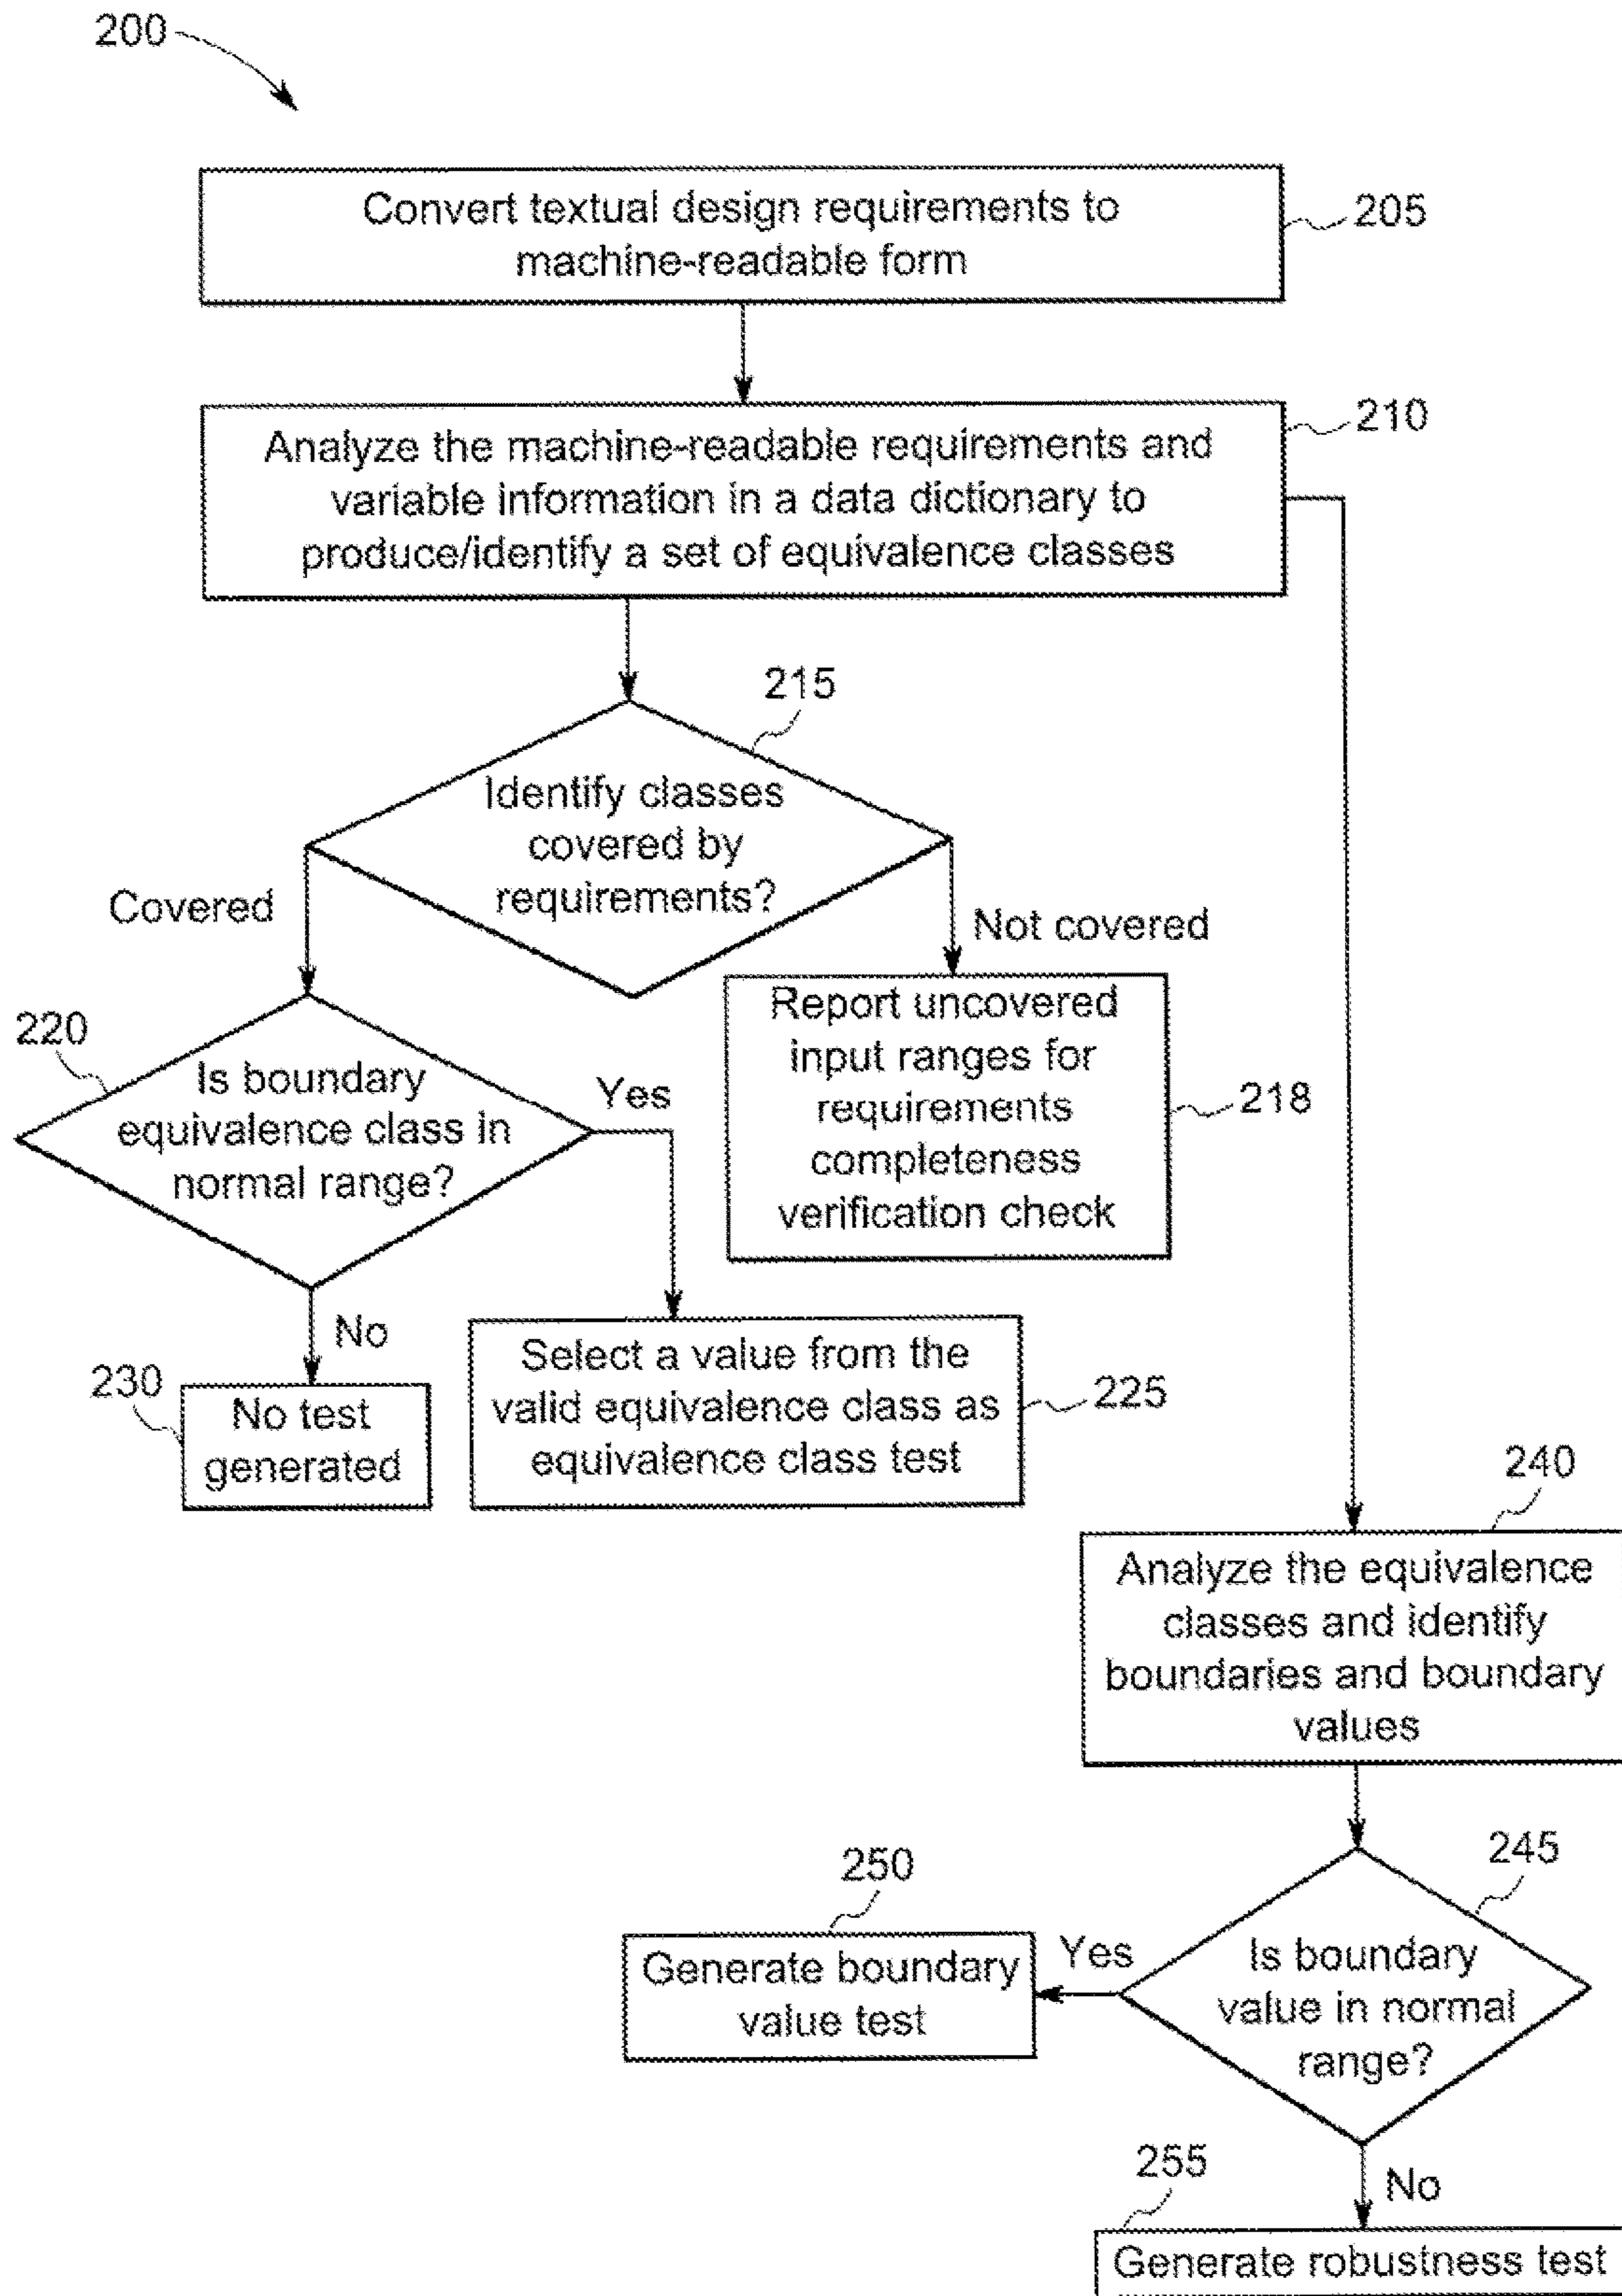 200
Convert textual design requirements to
machine-readable form
205
Analyze the machine-readable requirements and
variable information in a data dictionary to
produce/identify a set of equivalence classes
210
215
Identify classes
covered by
requirements?
Covered
Not covered
220
Is boundary
equivalence class in
normal range?
Yes
Report uncovered
input ranges for
requirements
completeness
verification check
218
No
230
No test
generated
Select a value from the
valid equivalence class as
equivalence class test
225
240
Analyze the equivalence
classes and identify
boundaries and boundary
values
245
Is boundary
value in normal
range?
Yes
250
Generate boundary
value test
No
255
Generate robustness test